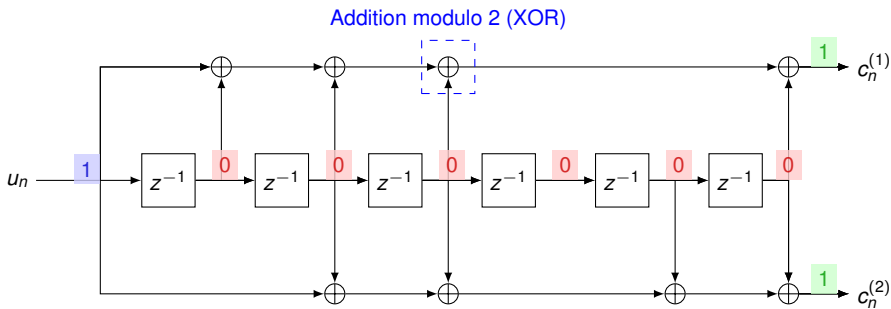 Addition modulo 2 (XOR)
1 c_n^{(1)}
u_n 1 z^{-1} 0 z^{-1} 0 z^{-1} 0 z^{-1} 0 z^{-1} 0 z^{-1} 0
1 c_n^{(2)}